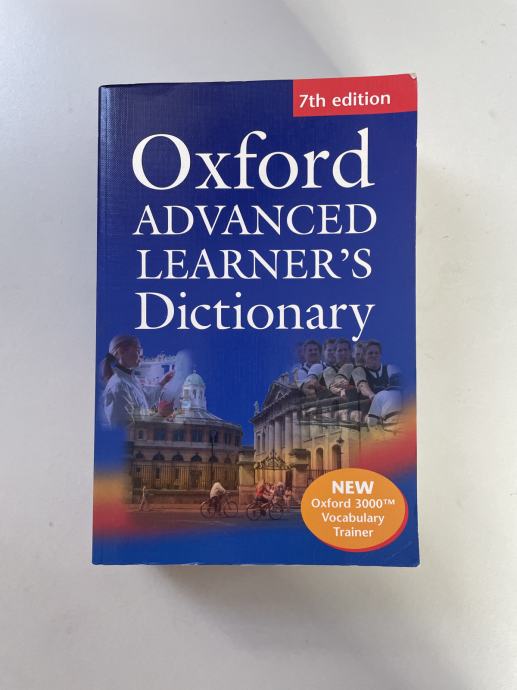 7th edition
Oxford
ADVANCED
LEARNER'S
Dictionary
NEW
Oxford 3000™
Vocabulary
Trainer